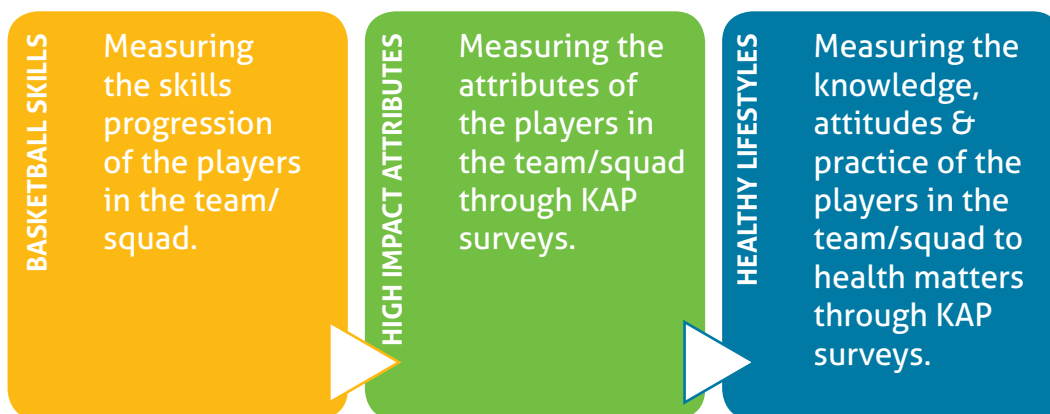 BASKETBALL SKILLS
Measuring
the skills
progression
of the players
in the team/
squad.
HIGH IMPACT ATTRIBUTES
Measuring the
attributes of
the players in
the team/squad
through KAP
surveys.
HEALTHY LIFESTYLES
Measuring the
knowledge,
attitudes &
practice of the
players in the
team/squad to
health matters
through KAP
surveys.